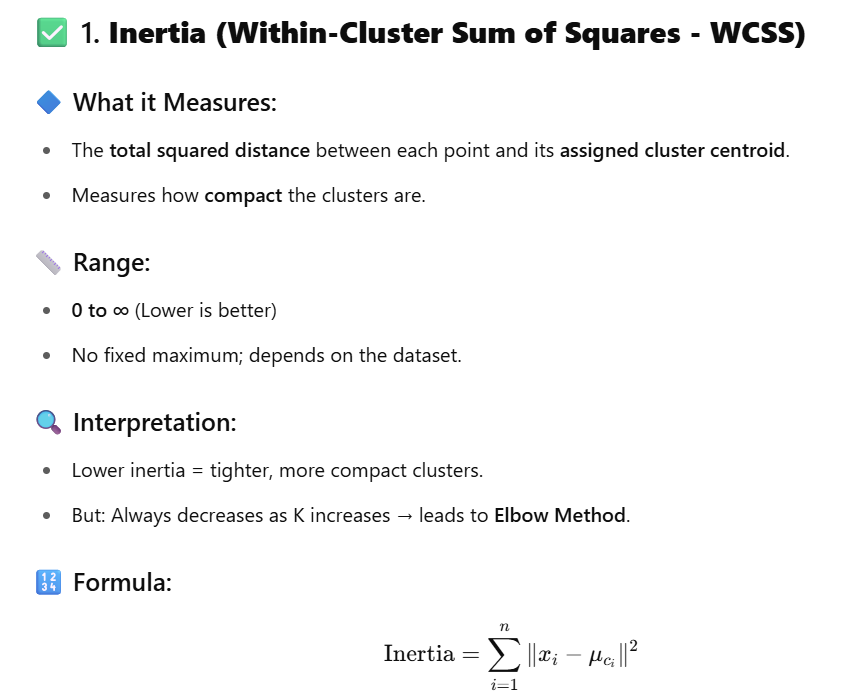 ✅ 1. Inertia (Within-Cluster Sum of Squares - WCSS)
🔷 What it Measures:
• The total squared distance between each point and its assigned cluster centroid.
• Measures how compact the clusters are.
📏 Range:
• 0 to ∞ (Lower is better)
• No fixed maximum; depends on the dataset.
🔍 Interpretation:
• Lower inertia = tighter, more compact clusters.
• But: Always decreases as K increases → leads to Elbow Method.
🔢 Formula:
Inertia = \sum_{i=1}^{n} \|x_i - \mu_{c_i}\|^2